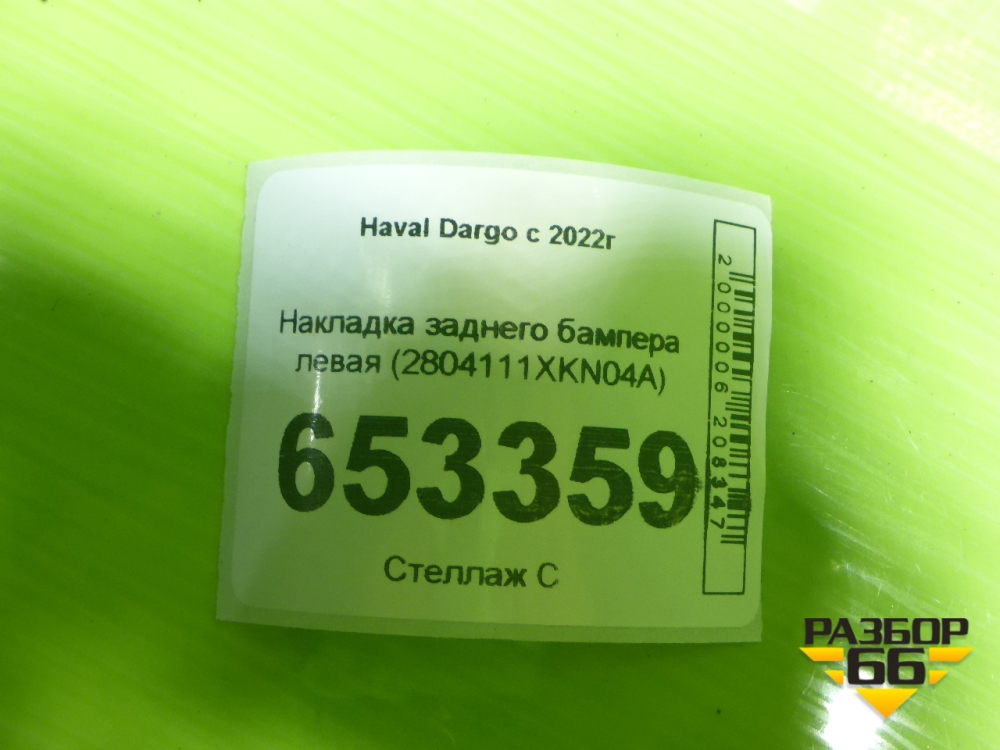 Haval Dargo с 2022г
Накладка заднего бампера
левая (2804111XKN04A)
653359
Стеллаж С
2000006208347
РАЗБОР
66